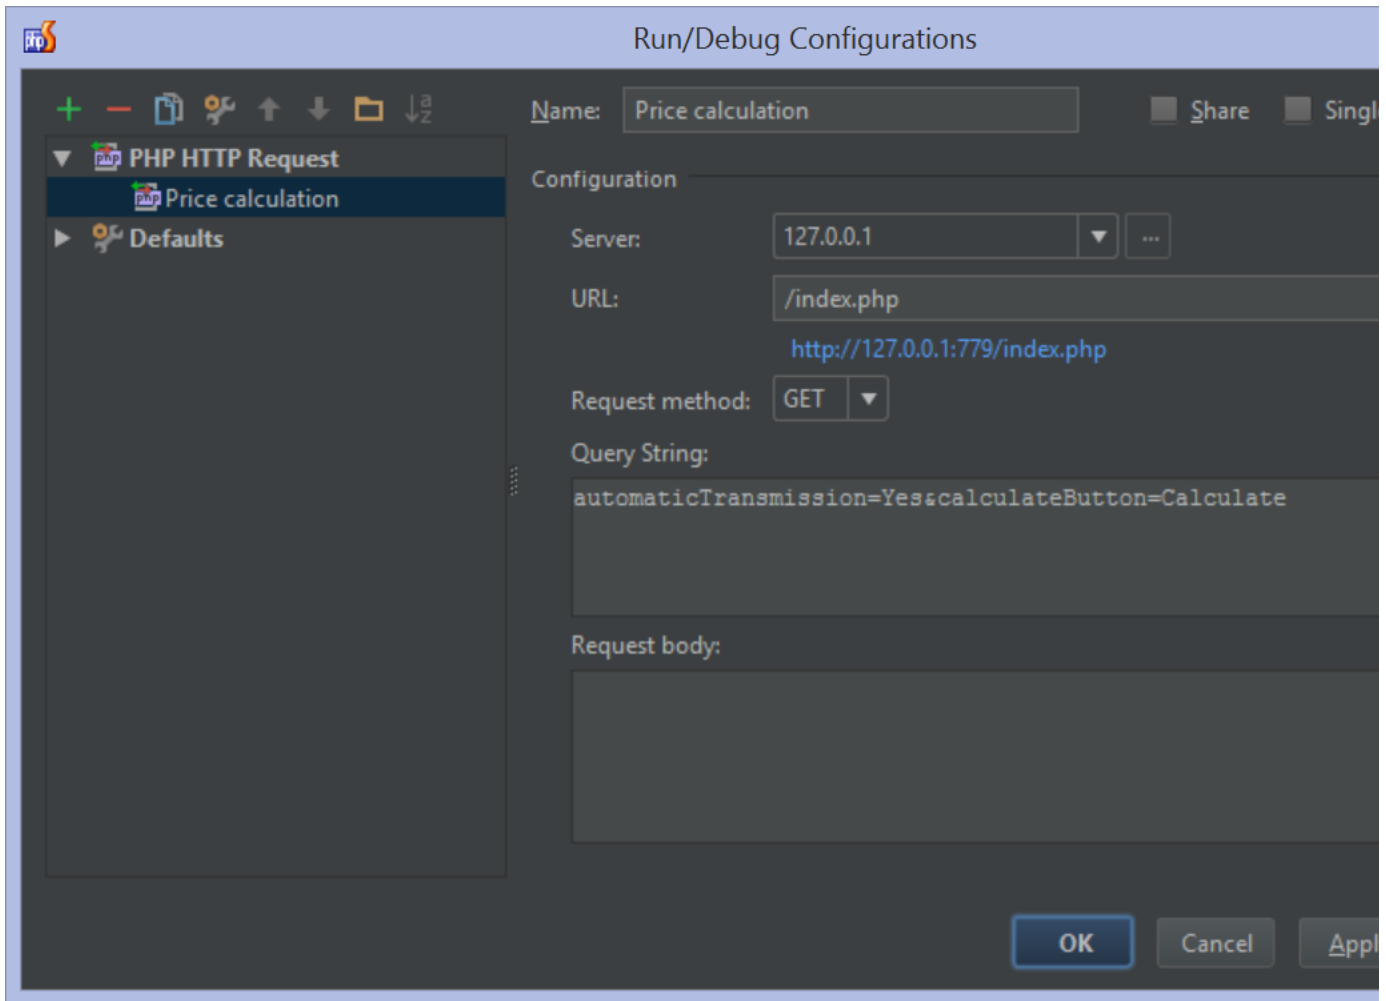 Run/Debug Configurations
Name: Price calculation Share Singl
PHP HTTP Request
Price calculation
Defaults
Configuration
Server: 127.0.0.1 ...
URL: /index.php
http://127.0.0.1:779/index.php
Request method: GET
Query String:
automaticTransmission=Yes&calculateButton=Calculate
Request body:
OK Cancel Appl